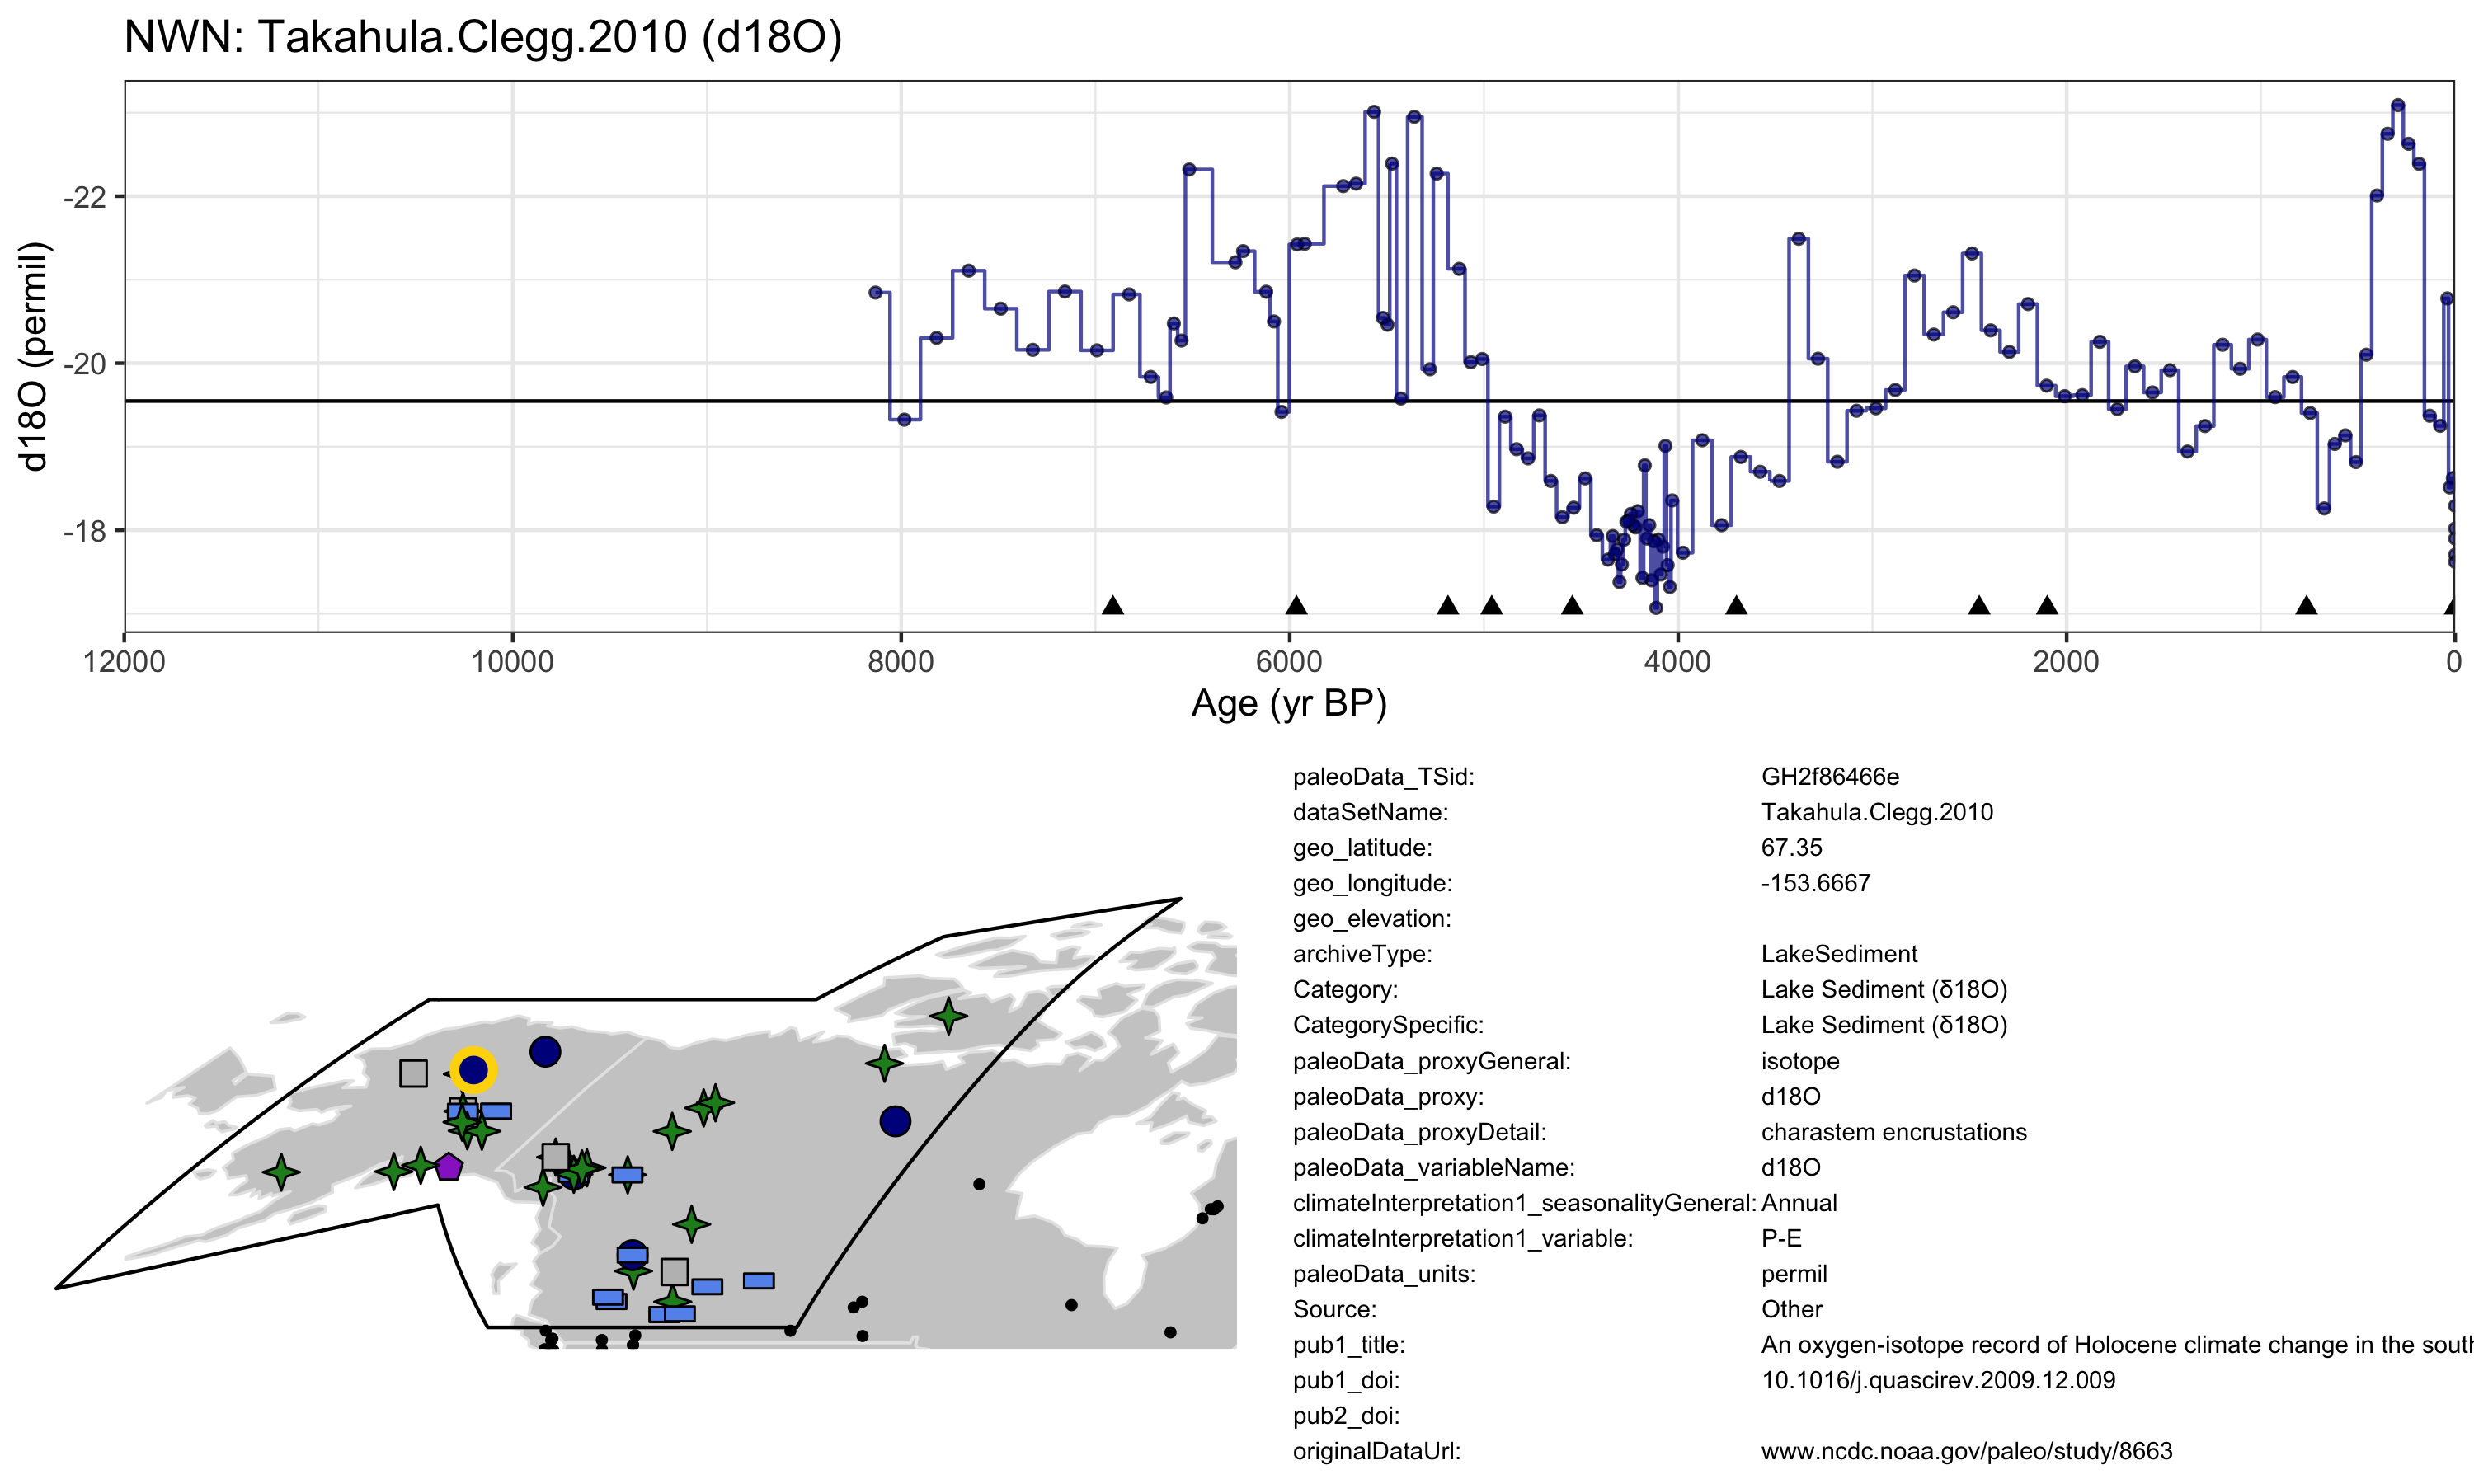 NWN: Takahula.Clegg.2010 (d18O)
d18O (permil)
-22
-20
-18
12000 10000 8000 6000 4000 2000 0
Age (yr BP)
paleoData_TSid: GH2f86466e
dataSetName: Takahula.Clegg.2010
geo_latitude: 67.35
geo_longitude: -153.6667
geo_elevation:
archiveType: LakeSediment
Category: Lake Sediment (δ18O)
CategorySpecific: Lake Sediment (δ18O)
paleoData_proxyGeneral: isotope
paleoData_proxy: d18O
paleoData_proxyDetail: charastem encrustations
paleoData_variableName: d18O
climateInterpretation1_seasonalityGeneral: Annual
climateInterpretation1_variable: P-E
paleoData_units: permil
Source: Other
pub1_title: An oxygen-isotope record of Holocene climate change in the south
pub1_doi: 10.1016/j.quascirev.2009.12.009
pub2_doi:
originalDataUrl: www.ncdc.noaa.gov/paleo/study/8663